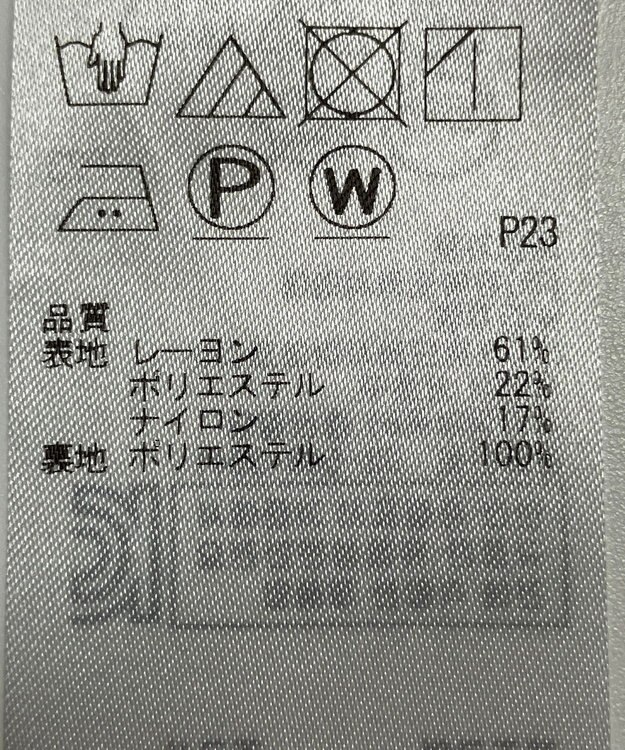 P W
P23
品質
表地 レーヨン 61%
ポリエステル 22%
ナイロン 17%
裏地 ポリエステル 100%